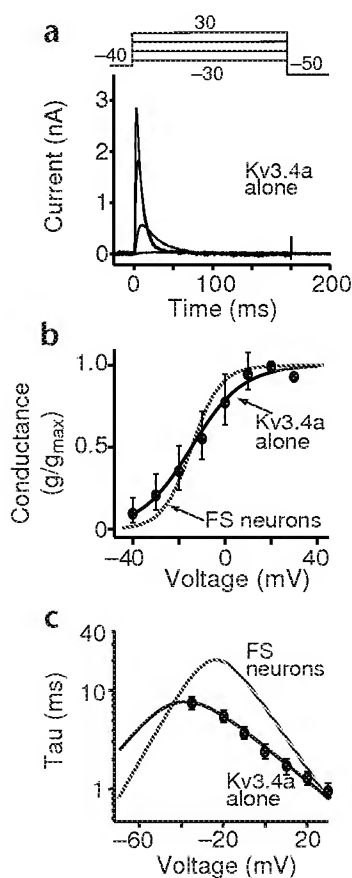 a
30
−40
−50
−30
3
2
1
0
Current (nA)
Kv3.4a
alone
0
100
200
Time (ms)
b
1.0
0.5
0
Conductance
(g/gmax)
Kv3.4a
alone
FS neurons
−40
0
40
Voltage (mV)
c
40
10
1
Tau (ms)
FS
neurons
Kv3.4a
alone
−60
−20
20
Voltage (mV)